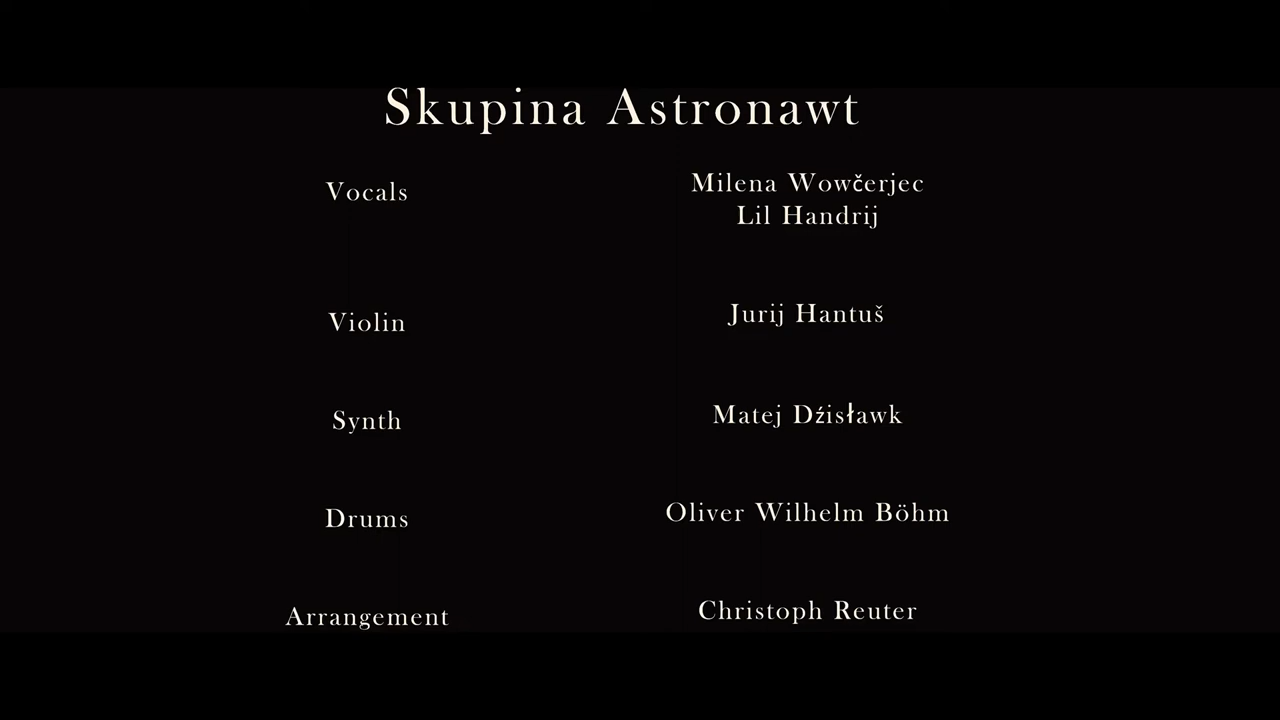 Skupina Astronawt
Vocals
Milena Wowčerjec
Lil Handrij
Violin
Jurij Hantuš
Synth
Matej Dźisławk
Drums
Oliver Wilhelm Böhm
Arrangement
Christoph Reuter